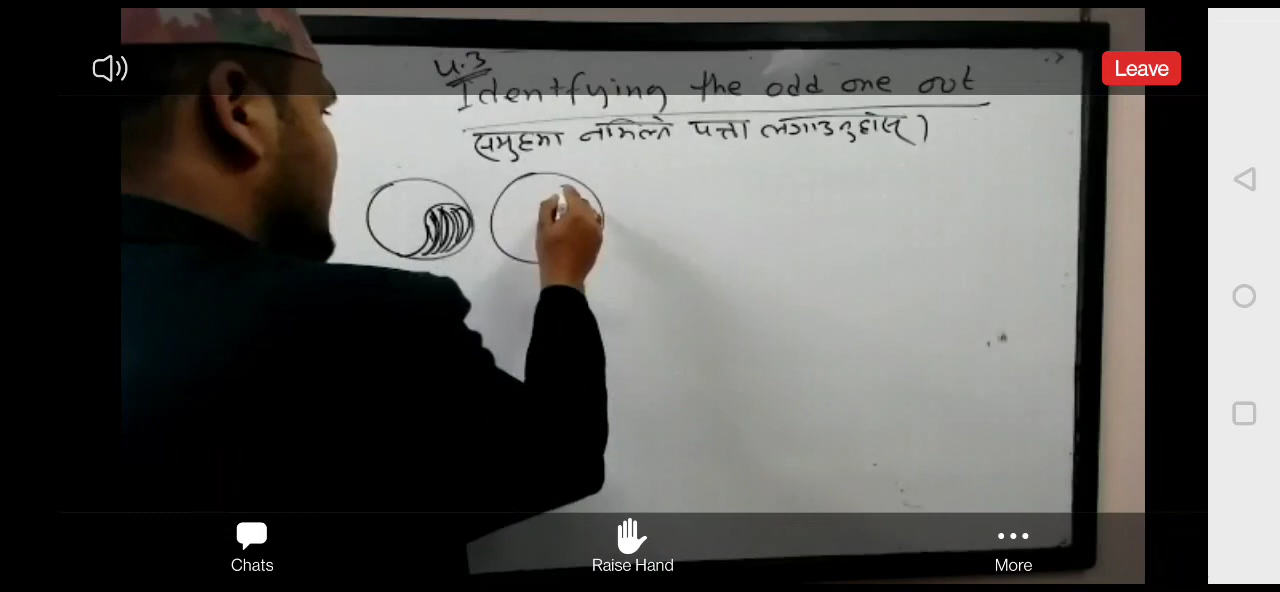 4.3
Identfying the odd one out
समुहमा नमिल्ने पत्ता लगाउनुहोस् ।
Leave
Chats
Raise Hand
More